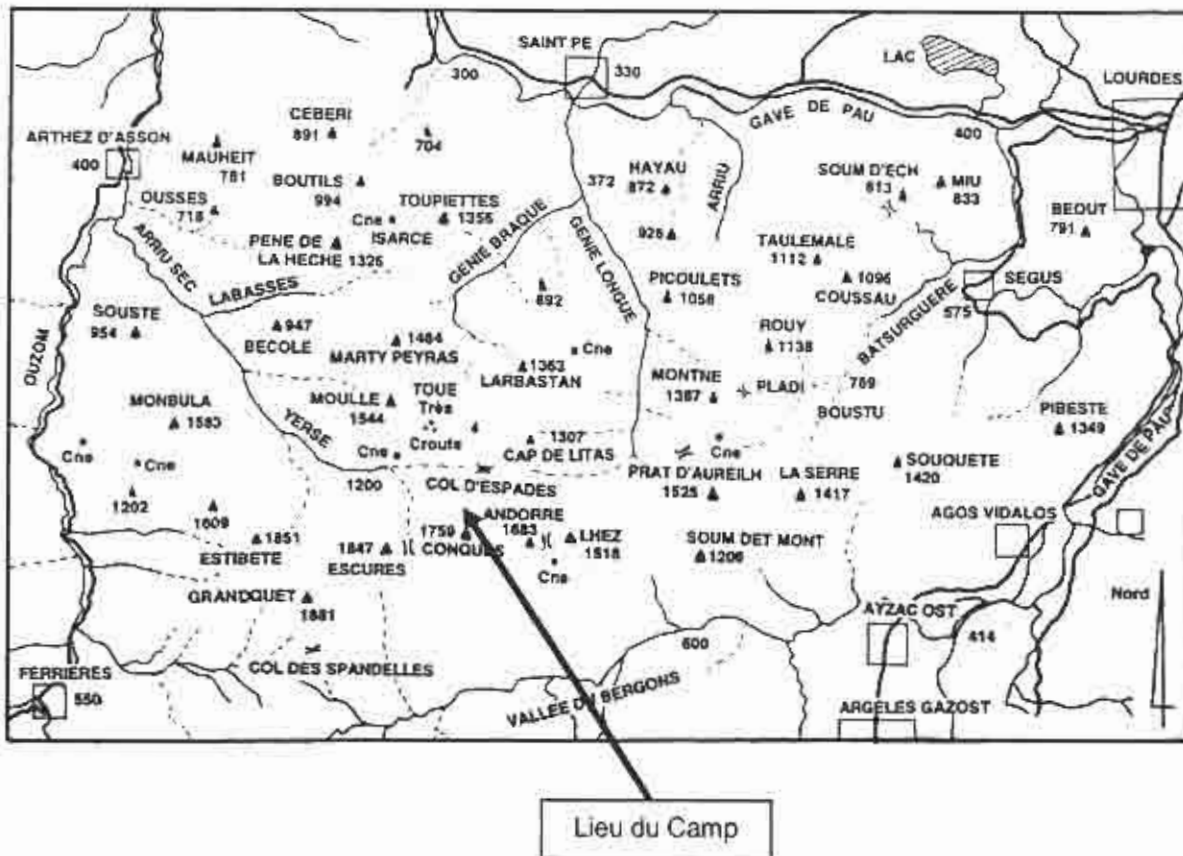 SAINT PE
330
300
LAC
LOURDES
GAVE DE PAU
400
CEBERI
891
704
ARTHEZ D'ASSON
400
MAUHEIT
781
BOUTILS
994
HAYAU
872
372
ARRIU
SOUM D'ECH
813
MIU
833
BEOUT
791
OUSSES
718
Cne
ISARCE
TOUPIETTES
1356
PENE DE
LA HECHE 1326
ARRIU SEC
LABASSES
GENIE BRAQUE
GENIE LONGUE
926
TAULEMALE
1112
1096
COUSSAU
PICOULETS
1058
SEGUS
575
BATSURGUERE
SOUSTE
954
OUZOM
947
BECOLE
892
1484
MARTY PEYRAS
Cne
1363
LARBASTAN
ROUY
1138
MONTNE
1387
PLADI
769
BOUSTU
MONBULA
1583
MOULLE
1544
TOUE
Très
Croute
PIBESTE
1349
Cne
Cne
YERSE
Cne
1200
1307
CAP DE LITAS
COL D'ESPADES
Cne
PRAT D'AUREILH
1525
LA SERRE
1417
SOUQUETE
1420
GAVE DE PAU
1202
1609
1851
ESTIBETE
1847
ESCURES
1759
CONQUES
ANDORRE
1683
LHEZ
1518
Cne
SOUM DET MONT
1206
AGOS VIDALOS
Nord
GRANDQUET
1881
AYZAC OST
414
600
COL DES SPANDELLES
FERRIERES
550
VALLEE DU BERGONS
ARGELES GAZOST
Lieu du Camp